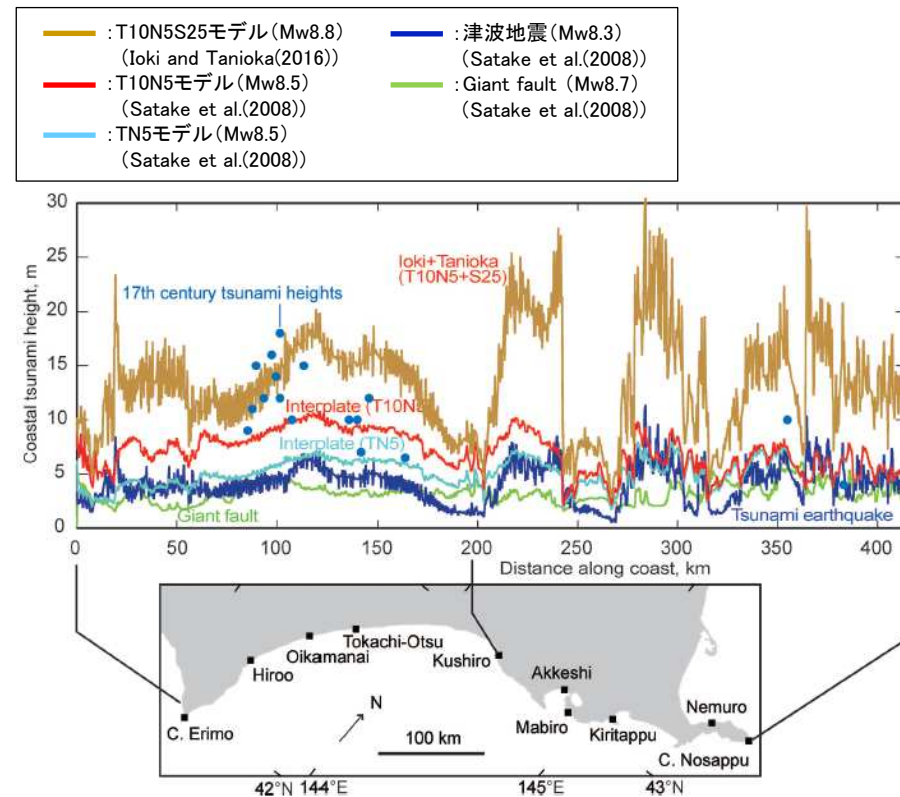 :T10N5S25モデル(Mw8.8)
(Ioki and Tanioka(2016))
:T10N5モデル(Mw8.5)
(Satake et al.(2008))
:TN5モデル(Mw8.5)
(Satake et al.(2008))
:津波地震(Mw8.3)
(Satake et al.(2008))
:Giant fault (Mw8.7)
(Satake et al.(2008))
Coastal tsunami height, m
30
25
20
15
10
5
0
Ioki+Tanioka
(T10N5+S25)
17th century tsunami heights
Interplate (T10N5
Interplate (TN5)
Giant fault
Tsunami earthquake
0 50 100 150 200 250 300 350 400
Distance along coast, km
Tokachi-Otsu
Oikamanai
Kushiro
Hiroo
Akkeshi
Nemuro
N
Mabiro
Kiritappu
C. Erimo
100 km
C. Nosappu
42°N 144°E 145°E 43°N